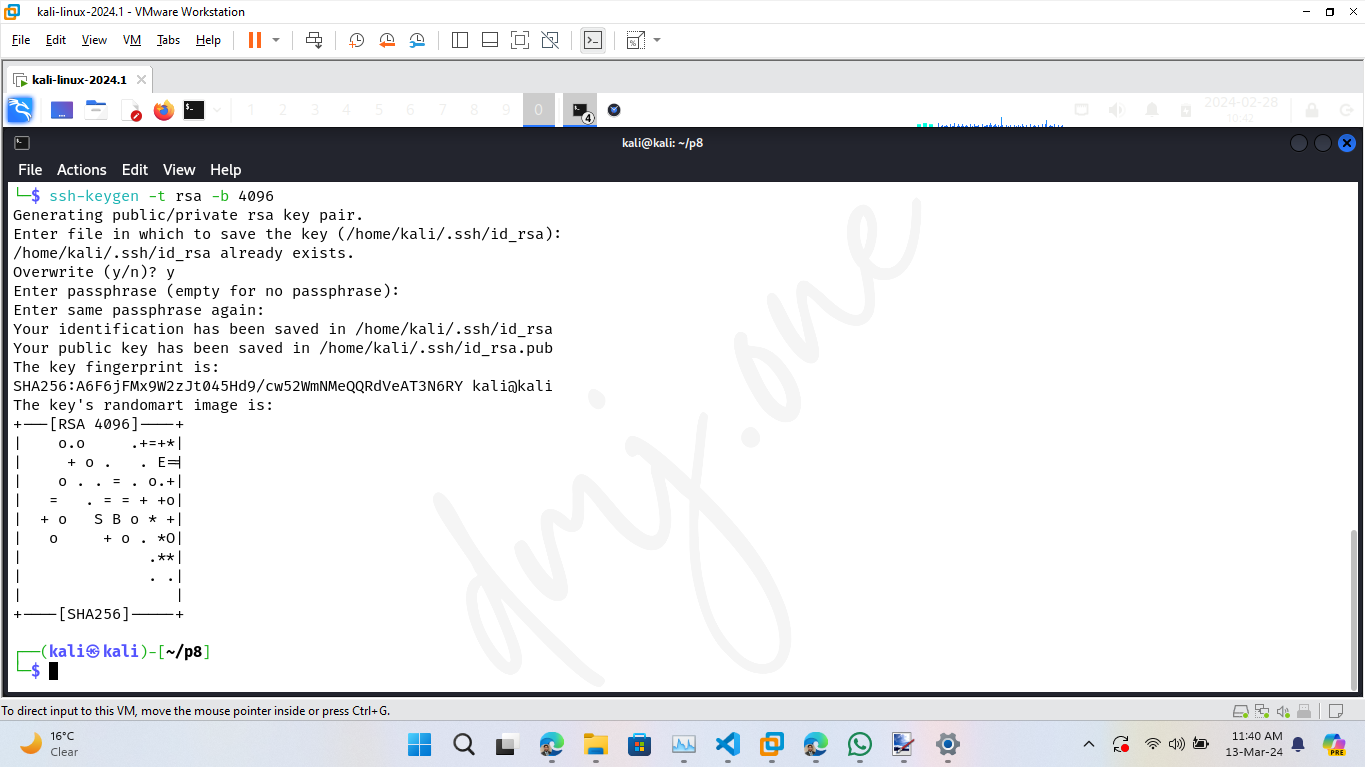 kali-linux-2024.1 - VMware Workstation
File Edit View VM Tabs Help
kali-linux-2024.1
1 2 3 4 5 6 7 8 9 0 4 2024-02-28
10:42
kali@kali: ~/p8
File Actions Edit View Help
└─$ ssh-keygen -t rsa -b 4096
Generating public/private rsa key pair.
Enter file in which to save the key (/home/kali/.ssh/id_rsa):
/home/kali/.ssh/id_rsa already exists.
Overwrite (y/n)? y
Enter passphrase (empty for no passphrase):
Enter same passphrase again:
Your identification has been saved in /home/kali/.ssh/id_rsa
Your public key has been saved in /home/kali/.ssh/id_rsa.pub
The key fingerprint is:
SHA256:A6F6jFMx9W2zJt045Hd9/cw52WmNMeQQRdVeAT3N6RY kali@kali
The key's randomart image is:
+---[RSA 4096]----+
|    o.o     .+=+*|
|     + o .   . E=|
|    o . . = . o.+|
|   =   . = = + +o|
|  + o   S B o * +|
|   o     + o . *O|
|              .**|
|              . .|
|                 |
+----[SHA256]-----+
┌──(kali㉿kali)-[~/p8]
└─$
dmj.one
To direct input to this VM, move the mouse pointer inside or press Ctrl+G.
16°C
Clear
11:40 AM
13-Mar-24
PRE